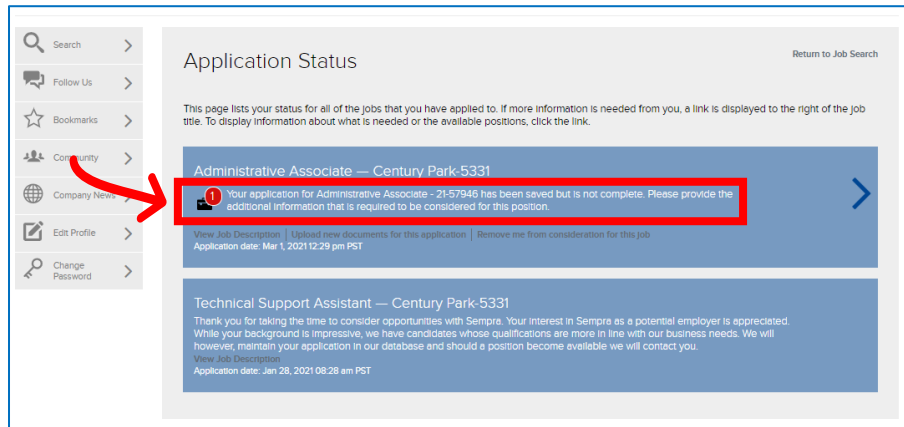 Search
Follow Us
Bookmarks
Community
Company News
Edit Profile
Change
Password
Application Status
Return to Job Search
This page lists your status for all of the jobs that you have applied to. If more information is needed from you, a link is displayed to the right of the job
title. To display information about what is needed or the available positions, click the link.
Administrative Associate — Century Park-5331
1
Your application for Administrative Associate - 21-57946 has been saved but is not complete. Please provide the
additional information that is required to be considered for this position.
View Job Description | Upload new documents for this application | Remove me from consideration for this job
Application date: Mar 1, 2021 12:29 pm PST
Technical Support Assistant — Century Park-5331
Thank you for taking the time to consider opportunities with Sempra. Your interest in Sempra as a potential employer is appreciated.
While your background is impressive, we have candidates whose qualifications are more in line with our business needs. We will
however, maintain your application in our database and should a position become available we will contact you.
View Job Description
Application date: Jan 28, 2021 08:28 am PST